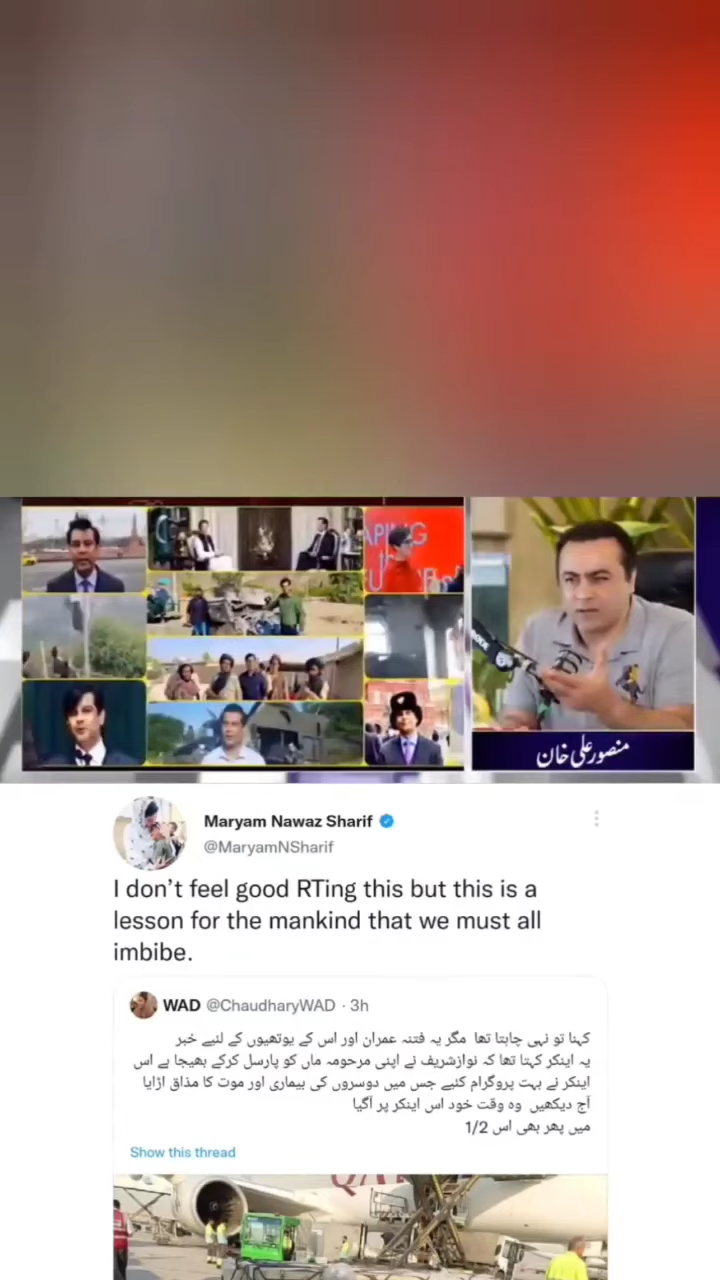 APING
منصور علی خان
Maryam Nawaz Sharif
@MaryamNSharif
I don't feel good RTing this but this is a
lesson for the mankind that we must all
imbibe.
WAD @ChaudharyWAD · 3h
کہنا تو نہی چاہتا تھا مگر یہ فتنہ عمران اور اس کے یوتھیوں کے لئیے خبر
یہ اینکر کہتا تھا کہ نوازشریف نے اپنی مرحومہ ماں کو پارسل کرکے بھیجا ہے اس
اینکر نے بہت پروگرام کئیے جس میں دوسروں کی بیماری اور موت کا مذاق اڑایا
آج دیکھیں وہ وقت خود اس اینکر پر آگیا
میں پھر بھی اس 1/2
Show this thread
QA